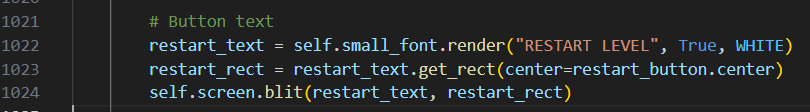 1021 # Button text
1022 restart_text = self.small_font.render("RESTART LEVEL", True, WHITE)
1023 restart_rect = restart_text.get_rect(center=restart_button.center)
1024 self.screen.blit(restart_text, restart_rect)